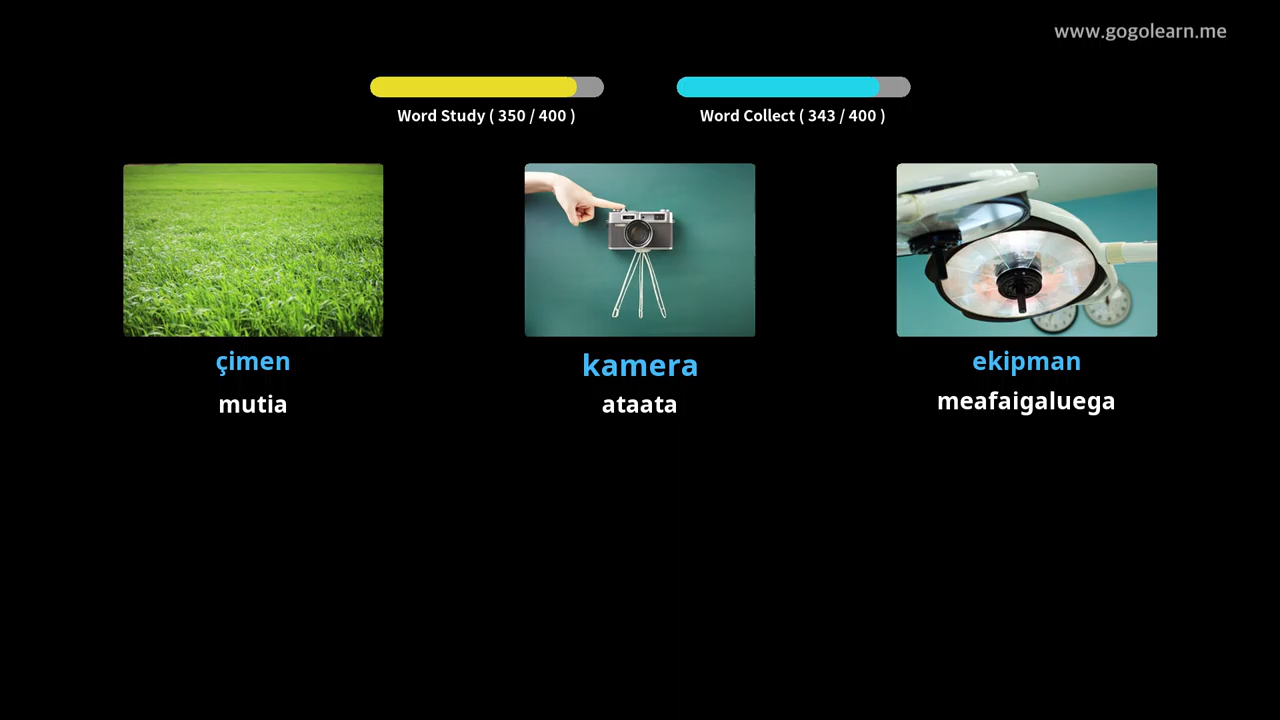 www.gogolearn.me
Word Study ( 350 / 400 )
Word Collect ( 343 / 400 )
çimen
kamera
ekipman
mutia
ataata
meafaigaluega